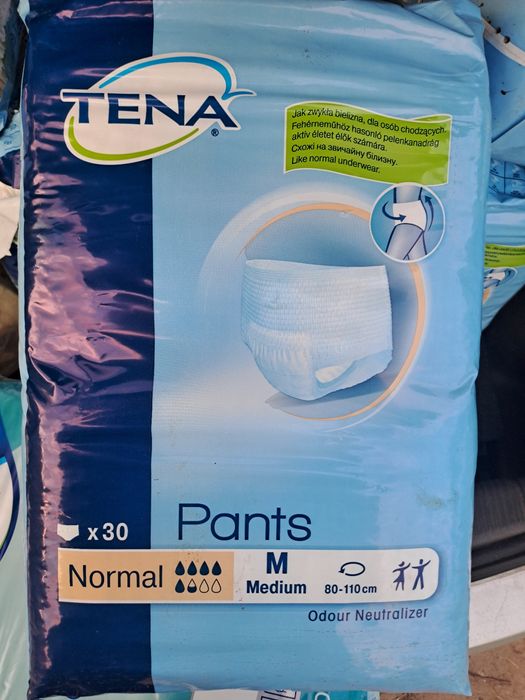 TENA®
Jak zwykła bielizna, dla osób chodzących.
Fehérneműhöz hasonló pelenkanadrág
aktív életet élők számára.
Схожі на звичайну білизну.
Like normal underwear.
x30
Pants
Normal
M
Medium
80-110cm
Odour Neutralizer